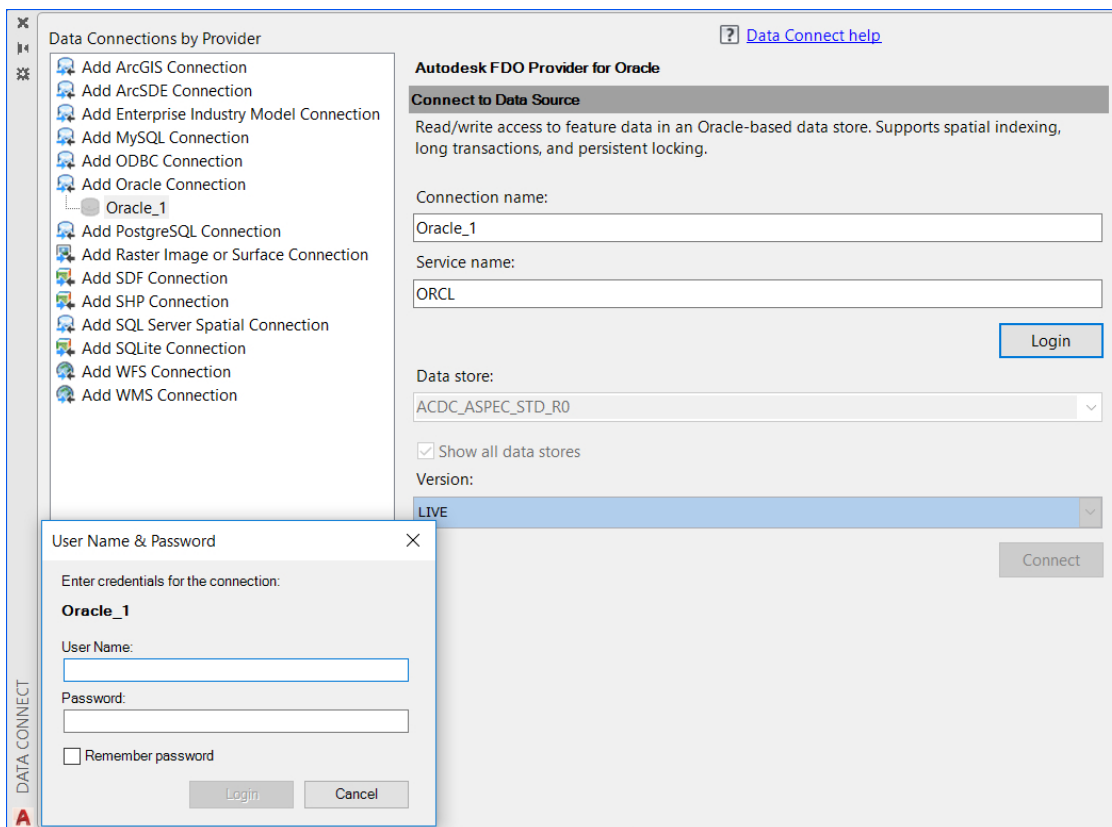 Data Connections by Provider
Add ArcGIS Connection
Add ArcSDE Connection
Add Enterprise Industry Model Connection
Add MySQL Connection
Add ODBC Connection
Add Oracle Connection
Oracle_1
Add PostgreSQL Connection
Add Raster Image or Surface Connection
Add SDF Connection
Add SHP Connection
Add SQL Server Spatial Connection
Add SQLite Connection
Add WFS Connection
Add WMS Connection
? Data Connect help
Autodesk FDO Provider for Oracle
Connect to Data Source
Read/write access to feature data in an Oracle-based data store. Supports spatial indexing,
long transactions, and persistent locking.
Connection name:
Oracle_1
Service name:
ORCL
Login
Data store:
ACDC_ASPEC_STD_R0
Show all data stores
Version:
LIVE
Connect
User Name & Password
Enter credentials for the connection:
Oracle_1
User Name:
Password:
Remember password
Login
Cancel
DATA CONNECT
A